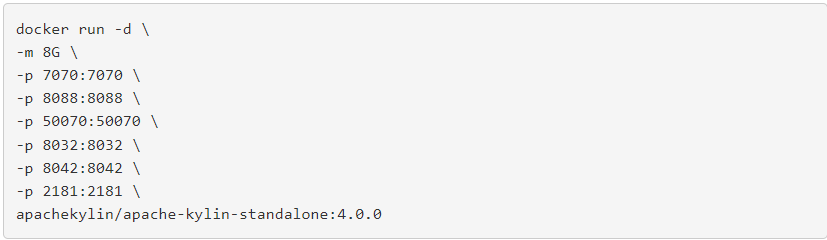 docker run -d \
-m 8G \
-p 7070:7070 \
-p 8088:8088 \
-p 50070:50070 \
-p 8032:8032 \
-p 8042:8042 \
-p 2181:2181 \
apachekylin/apache-kylin-standalone:4.0.0